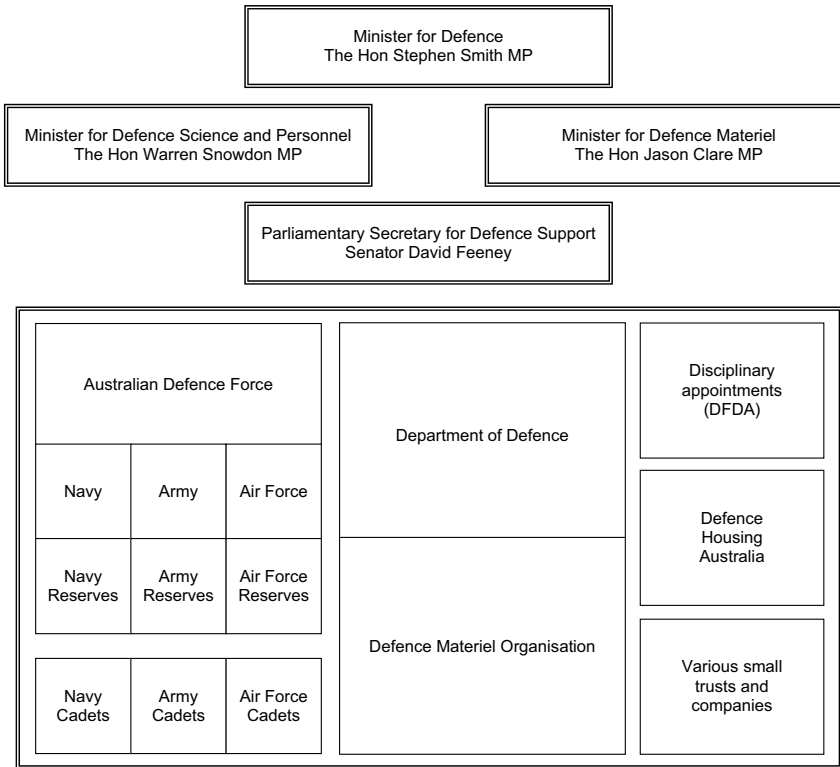 Minister for Defence
The Hon Stephen Smith MP
Minister for Defence Science and Personnel
The Hon Warren Snowdon MP
Minister for Defence Materiel
The Hon Jason Clare MP
Parliamentary Secretary for Defence Support
Senator David Feeney
Australian Defence Force
Navy
Army
Air Force
Navy
Reserves
Army
Reserves
Air Force
Reserves
Navy
Cadets
Army
Cadets
Air Force
Cadets
Department of Defence
Defence Materiel Organisation
Disciplinary
appointments
(DFDA)
Defence
Housing
Australia
Various small
trusts and
companies